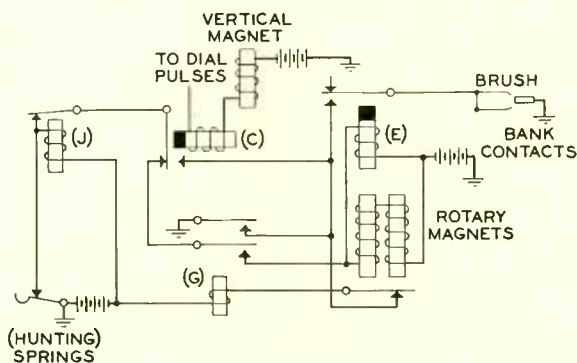 VERTICAL
MAGNET
TO DIAL
PULSES
BRUSH
(J)
(C)
(E)
BANK
CONTACTS
ROTARY
MAGNETS
(G)
(HUNTING)
SPRINGS